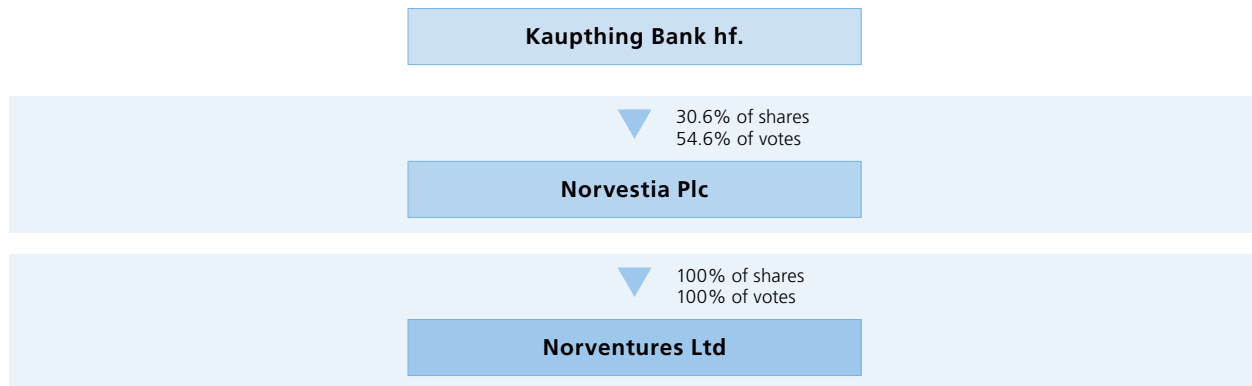 Kaupthing Bank hf.
30.6% of shares
54.6% of votes
Norvestia Plc
100% of shares
100% of votes
Norventures Ltd